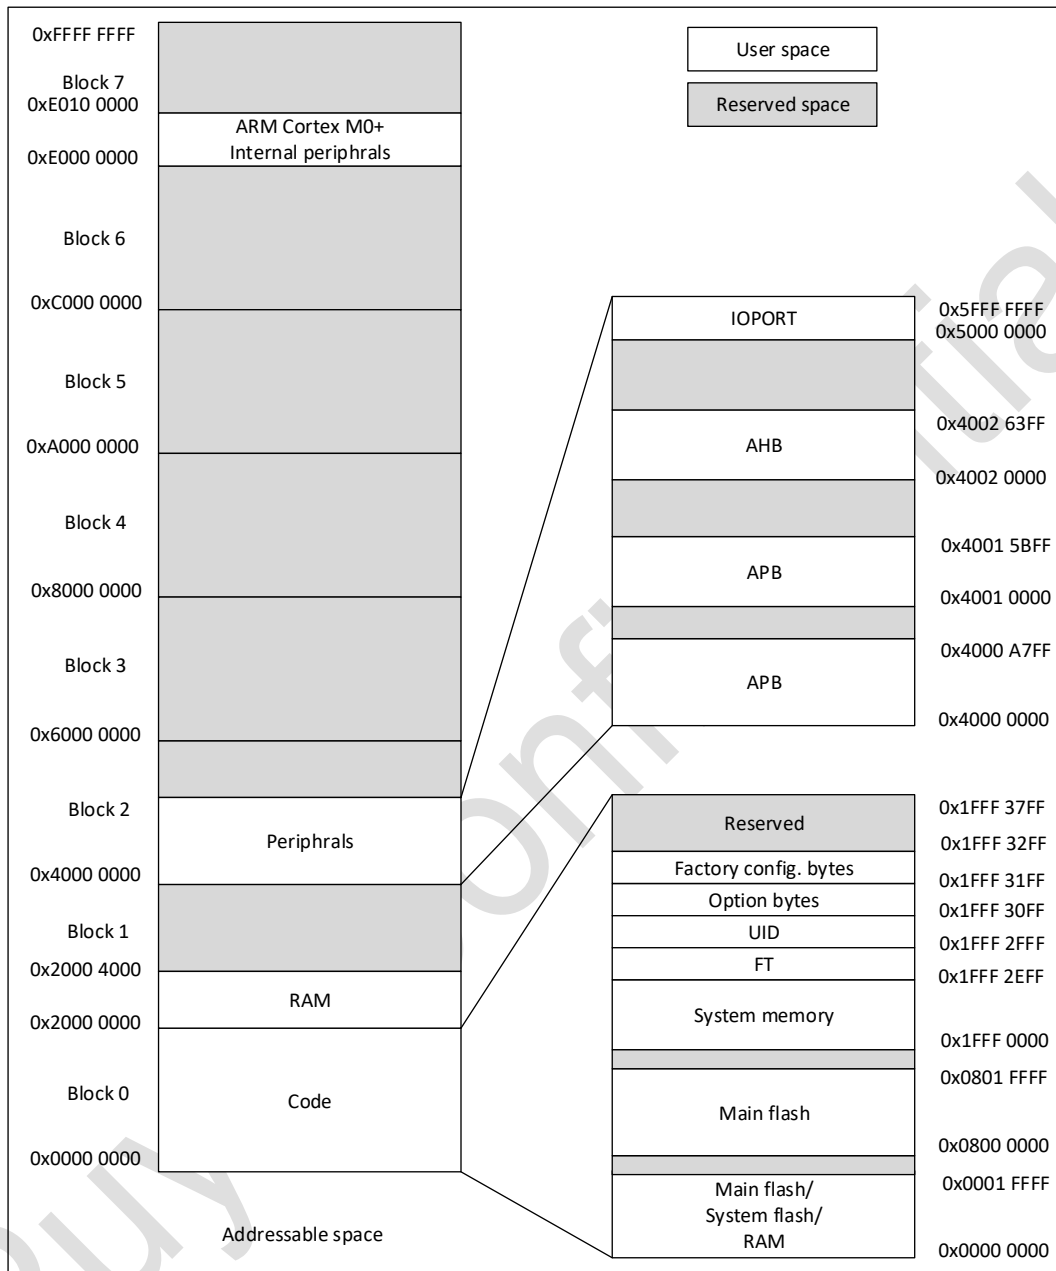 0xFFFF FFFF
Block 7
0xE010 0000
ARM Cortex M0+
Internal periphrals
0xE000 0000
Block 6
0xC000 0000
Block 5
0xA000 0000
Block 4
0x8000 0000
Block 3
0x6000 0000
Block 2
Periphrals
0x4000 0000
Block 1
0x2000 4000
RAM
0x2000 0000
Block 0
Code
0x0000 0000
Addressable space
User space
Reserved space
IOPORT
0x5FFF FFFF
0x5000 0000
0x4002 63FF
AHB
0x4002 0000
0x4001 5BFF
APB
0x4001 0000
0x4000 A7FF
APB
0x4000 0000
0x1FFF 37FF
Reserved
0x1FFF 32FF
Factory config. bytes
0x1FFF 31FF
Option bytes
0x1FFF 30FF
UID
0x1FFF 2FFF
FT
0x1FFF 2EFF
System memory
0x1FFF 0000
0x0801 FFFF
Main flash
0x0800 0000
Main flash/
0x0001 FFFF
System flash/
RAM
0x0000 0000